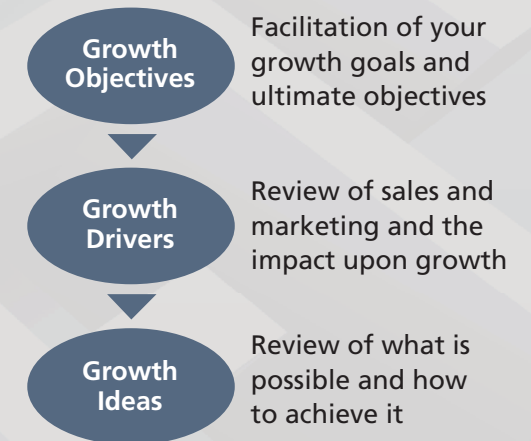 Growth
Objectives
Facilitation of your
growth goals and
ultimate objectives
Growth
Drivers
Review of sales and
marketing and the
impact upon growth
Growth
Ideas
Review of what is
possible and how
to achieve it